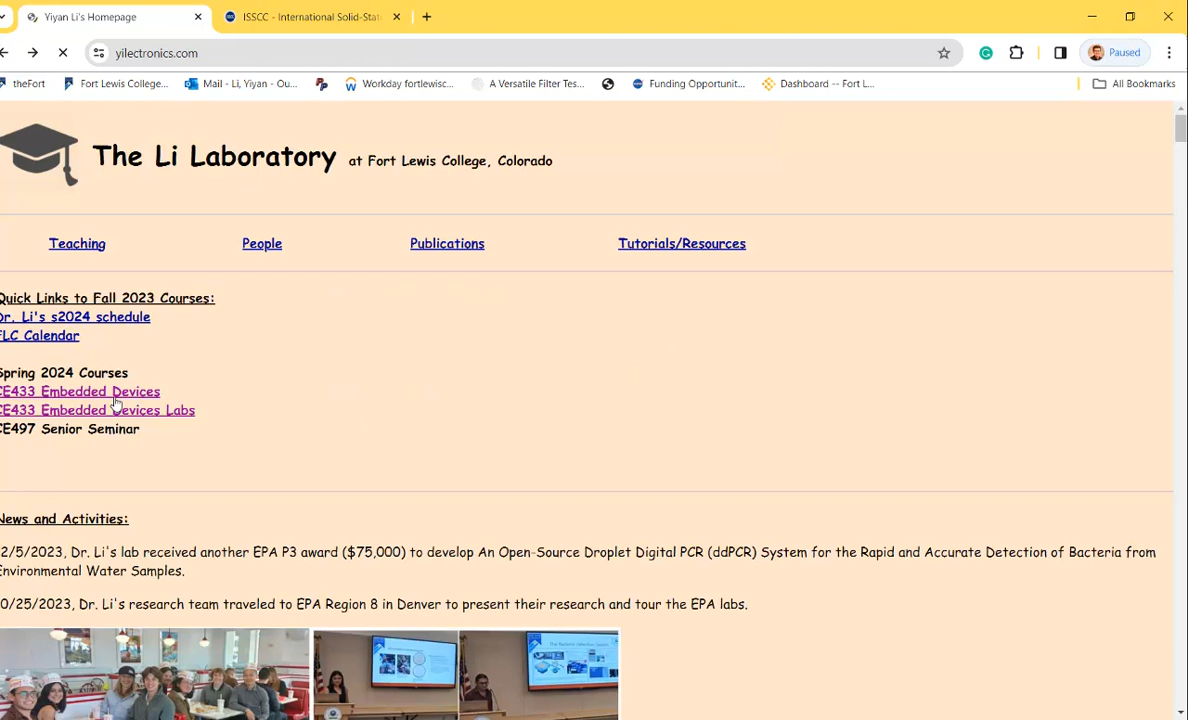 Yiyan Li's Homepage
ISSCC - International Solid-Stat
yilectronics.com
Paused
theFort
Fort Lewis College...
Mail - Li, Yiyan - Ou...
Workday fortlewisc...
A Versatile Filter Tes...
Funding Opportunit...
Dashboard -- Fort L...
All Bookmarks
The Li Laboratory at Fort Lewis College, Colorado
Teaching People Publications Tutorials/Resources
Quick Links to Fall 2023 Courses:
Dr. Li's s2024 schedule
FLC Calendar
Spring 2024 Courses
CE433 Embedded Devices
CE433 Embedded Devices Labs
CE497 Senior Seminar
News and Activities:
2/5/2023, Dr. Li's lab received another EPA P3 award ($75,000) to develop An Open-Source Droplet Digital PCR (ddPCR) System for the Rapid and Accurate Detection of Bacteria from
Environmental Water Samples.
0/25/2023, Dr. Li's research team traveled to EPA Region 8 in Denver to present their research and tour the EPA labs.